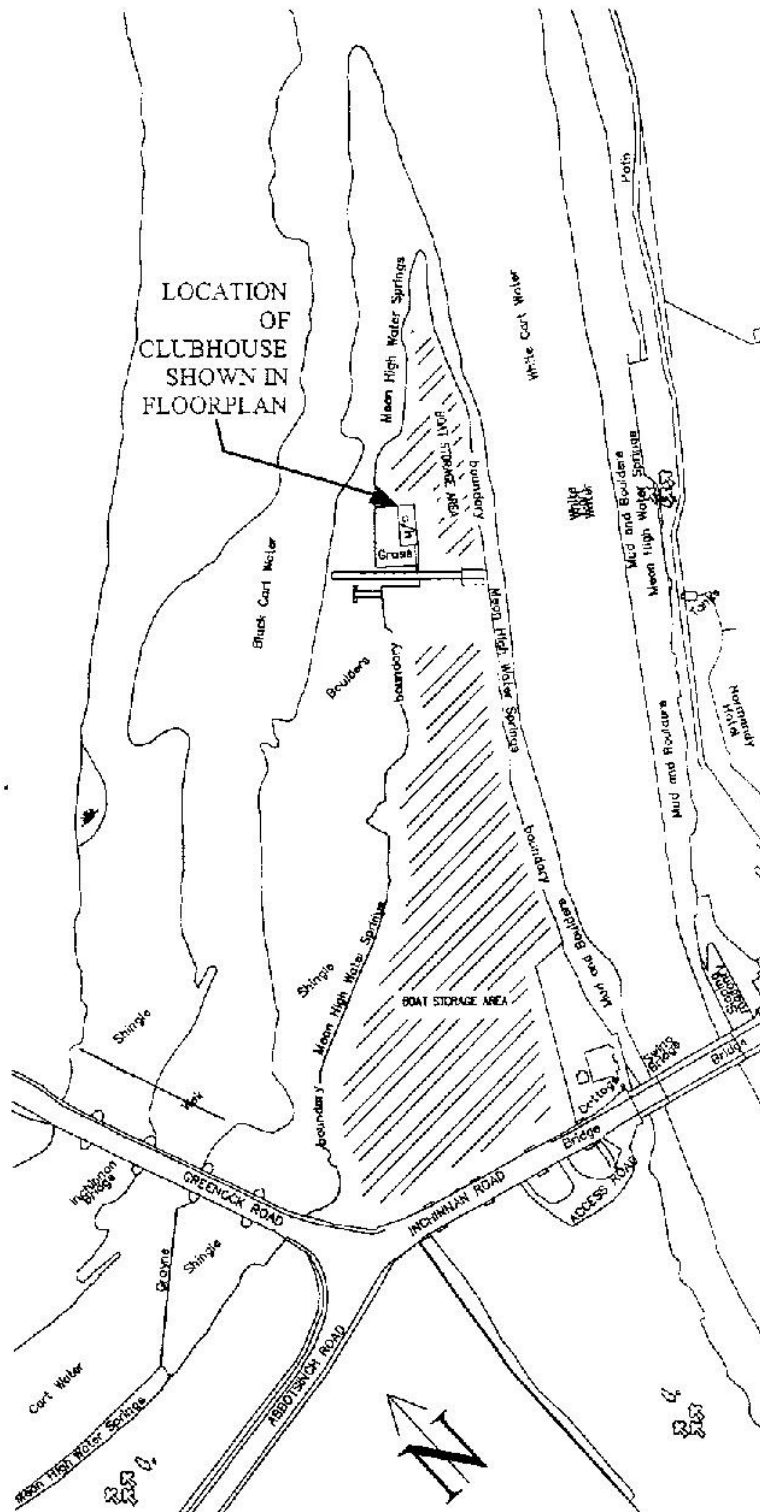 Path
White Cart Water
Mean High Water Springs
LOCATION
OF
CLUBHOUSE
SHOWN IN
FLOORPLAN
BOAT STORAGE AREA
boundary
Grass
White
Water
Mud and Boulders
Mean High Water Springs
Black Cart Water
Boulders
boundary
Mean High Water Springs
Tanks
Mud and Boulders
boundary
Mud and Boulders
Mean High Water Springs
Shingle
BOAT STORAGE AREA
Shingle
Weir
boundary
Swing
Bridge
Bridge
Cottage
Bridge
Inchinnan
Bridge
GREENOCK ROAD
INCHINNAN ROAD
ACCESS ROAD
Groyne
Shingle
ABBOTSINCH ROAD
Cart Water
Mean High Water Springs
N